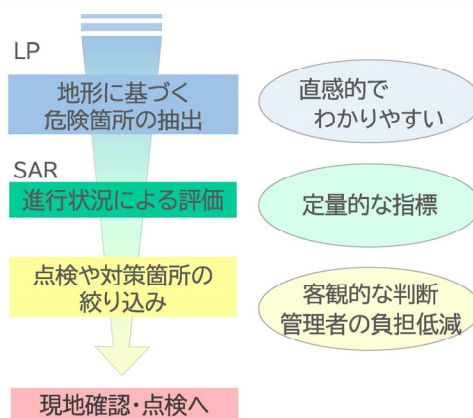 LP
地形に基づく
危険箇所の抽出
直感的で
わかりやすい
SAR
進行状況による評価
定量的な指標
点検や対策箇所の
絞り込み
客観的な判断
管理者の負担低減
現地確認・点検へ